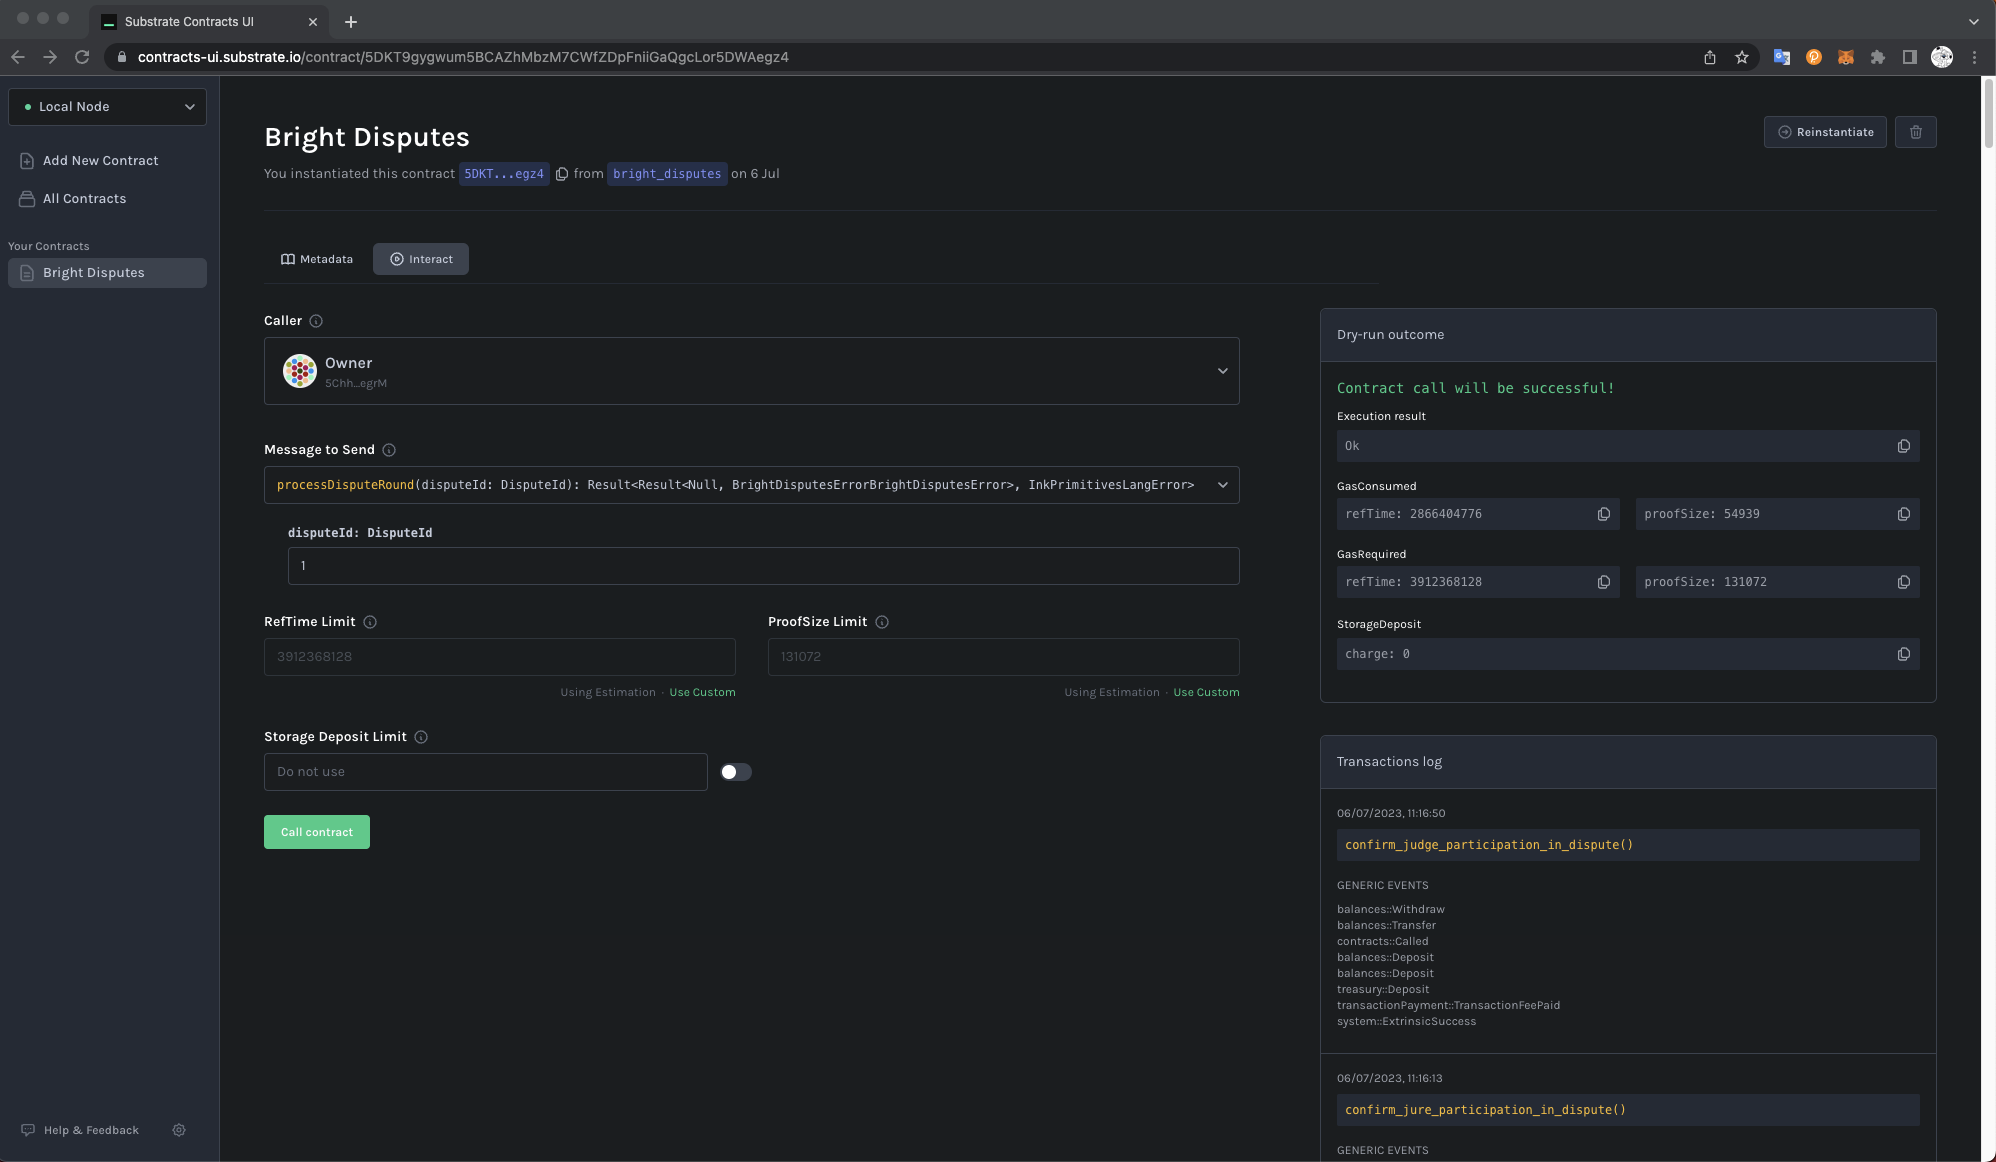 Substrate Contracts UI
contracts-ui.substrate.io/contract/5DKT9gygwum5BCAZhMbzM7CWfZDpFniiGaQgcLor5DWAegz4
Local Node
Add New Contract
All Contracts
Your Contracts
Bright Disputes
Help & Feedback
Bright Disputes
You instantiated this contract 5DKT...egz4 from bright_disputes on 6 Jul
Reinstantiate
Metadata
Interact
Caller
Owner
5Chh...egrM
Message to Send
processDisputeRound(disputeId: DisputeId): Result<Result<Null, BrightDisputesErrorBrightDisputesError>, InkPrimitivesLangError>
disputeId: DisputeId
1
RefTime Limit
3912368128
Using Estimation - Use Custom
ProofSize Limit
131072
Using Estimation - Use Custom
Storage Deposit Limit
Do not use
Call contract
Dry-run outcome
Contract call will be successful!
Execution result
Ok
GasConsumed
refTime: 2866404776
proofSize: 54939
GasRequired
refTime: 3912368128
proofSize: 131072
StorageDeposit
charge: 0
Transactions log
06/07/2023, 11:16:50
confirm_judge_participation_in_dispute()
GENERIC EVENTS
balances::Withdraw
balances::Transfer
contracts::Called
balances::Deposit
balances::Deposit
treasury::Deposit
transactionPayment::TransactionFeePaid
system::ExtrinsicSuccess
06/07/2023, 11:16:13
confirm_jure_participation_in_dispute()
GENERIC EVENTS